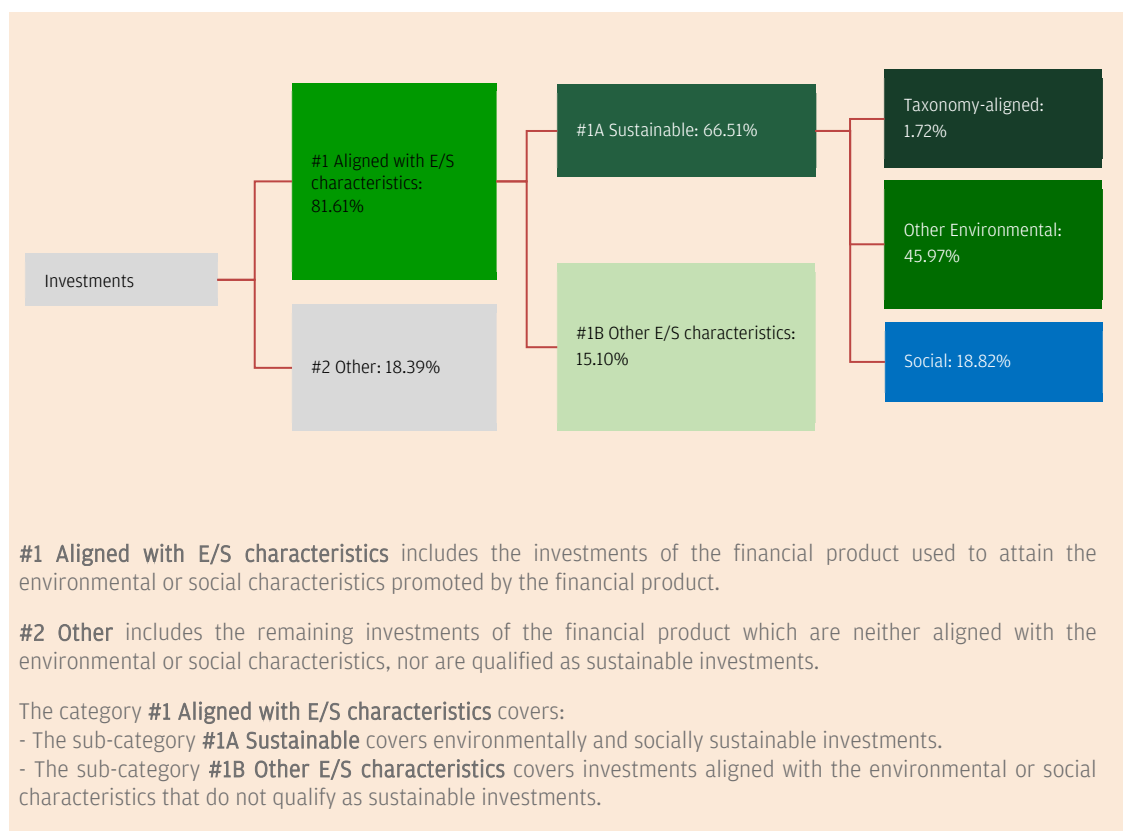 Investments
#1 Aligned with E/S
characteristics:
81.61%
#2 Other: 18.39%
#1A Sustainable: 66.51%
#1B Other E/S characteristics:
15.10%
Taxonomy-aligned:
1.72%
Other Environmental:
45.97%
Social: 18.82%
#1 Aligned with E/S characteristics includes the investments of the financial product used to attain the
environmental or social characteristics promoted by the financial product.
#2 Other includes the remaining investments of the financial product which are neither aligned with the
environmental or social characteristics, nor are qualified as sustainable investments.
The category #1 Aligned with E/S characteristics covers:
- The sub-category #1A Sustainable covers environmentally and socially sustainable investments.
- The sub-category #1B Other E/S characteristics covers investments aligned with the environmental or social
characteristics that do not qualify as sustainable investments.